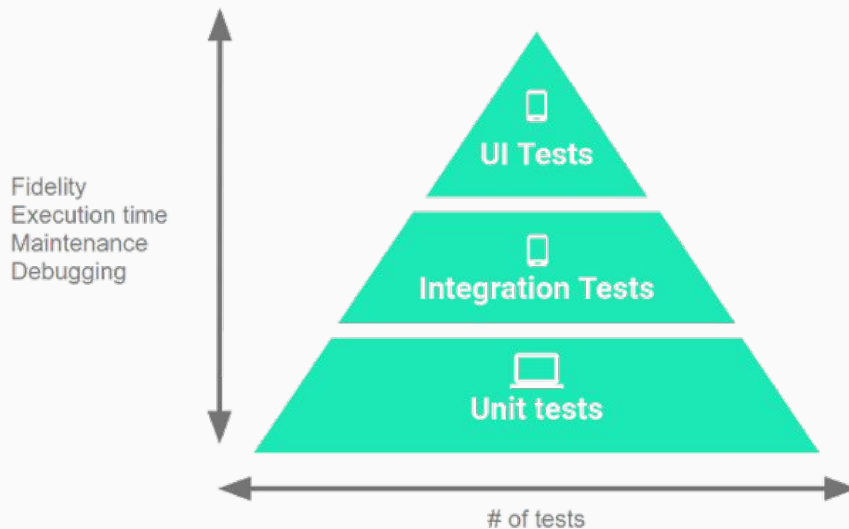 UI Tests
Fidelity
Execution time
Maintenance
Debugging
Integration Tests
Unit tests
# of tests